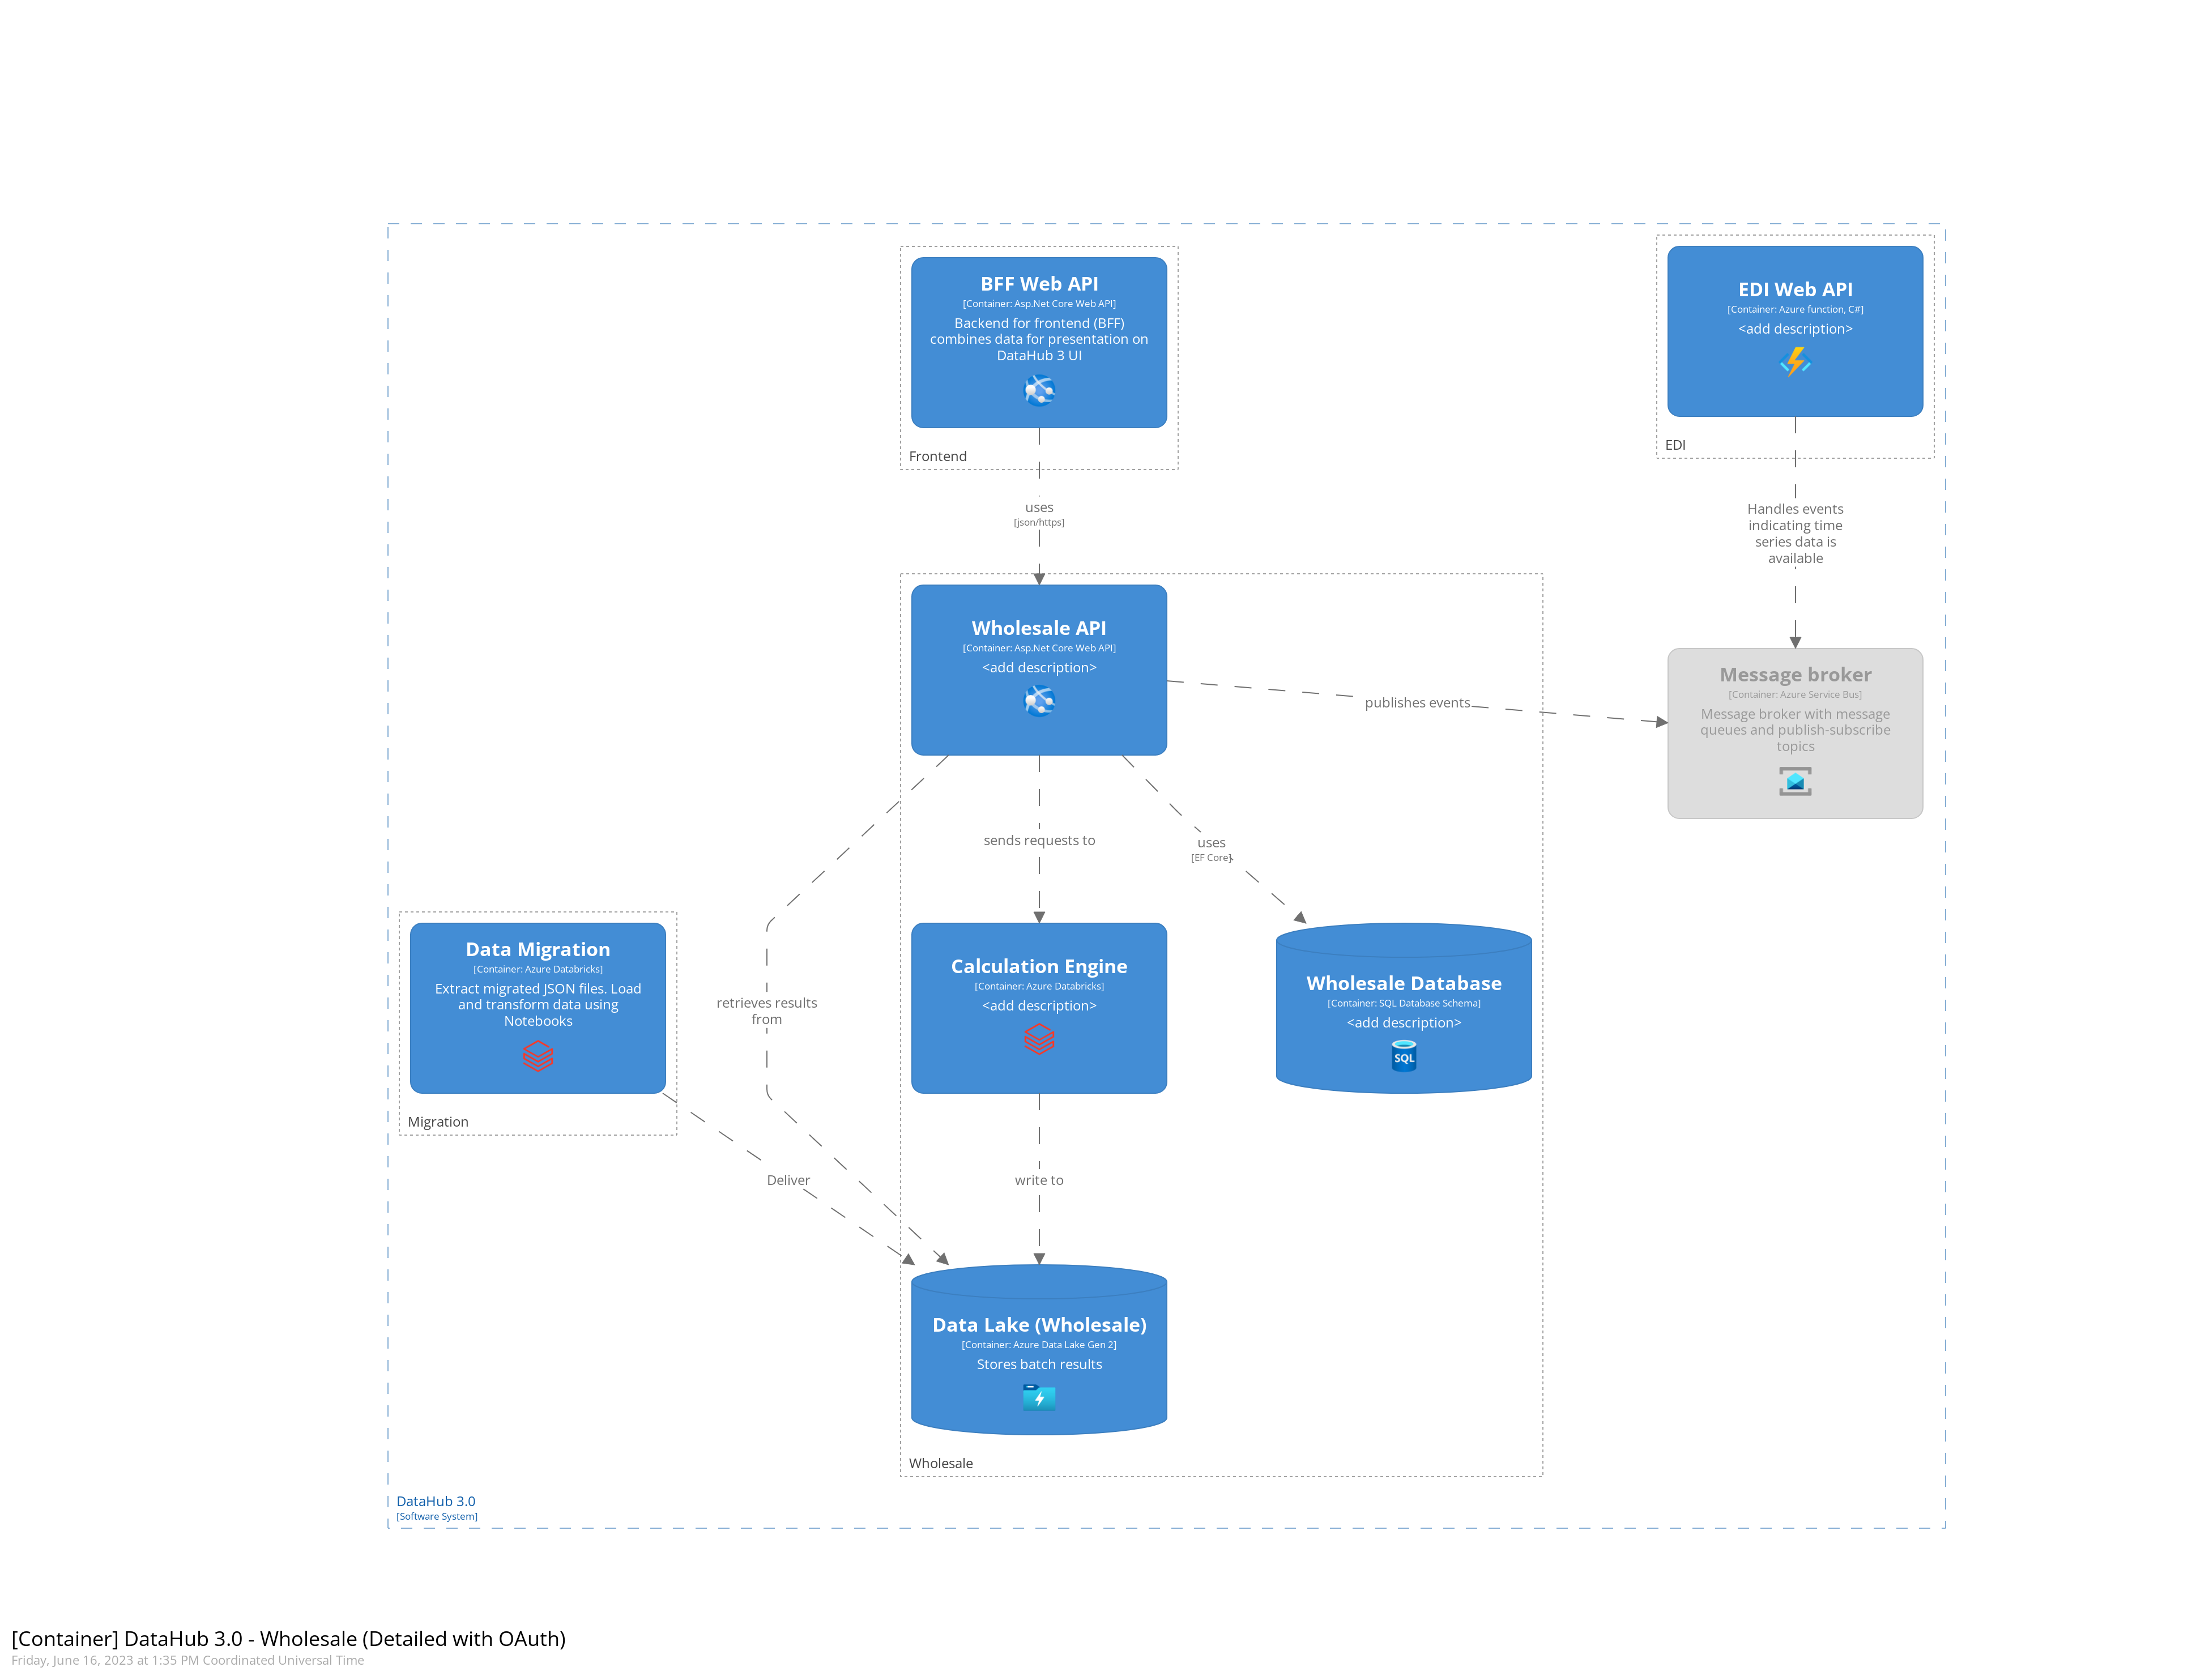 BFF Web API
[Container: Asp.Net Core Web API]
Backend for frontend (BFF)
combines data for presentation on
DataHub 3 UI
Frontend
EDI Web API
[Container: Azure function, C#]
<add description>
EDI
uses
[json/https]
Handles events
indicating time
series data is
available
Wholesale API
[Container: Asp.Net Core Web API]
<add description>
publishes events
Message broker
[Container: Azure Service Bus]
Message broker with message
queues and publish-subscribe
topics
sends requests to
uses
[EF Core]
Data Migration
[Container: Azure Databricks]
Extract migrated JSON files. Load
and transform data using
Notebooks
Migration
retrieves results
from
Calculation Engine
[Container: Azure Databricks]
<add description>
Wholesale Database
[Container: SQL Database Schema]
<add description>
SQL
Deliver
write to
Data Lake (Wholesale)
[Container: Azure Data Lake Gen 2]
Stores batch results
Wholesale
DataHub 3.0
[Software System]
[Container] DataHub 3.0 - Wholesale (Detailed with OAuth)
Friday, June 16, 2023 at 1:35 PM Coordinated Universal Time